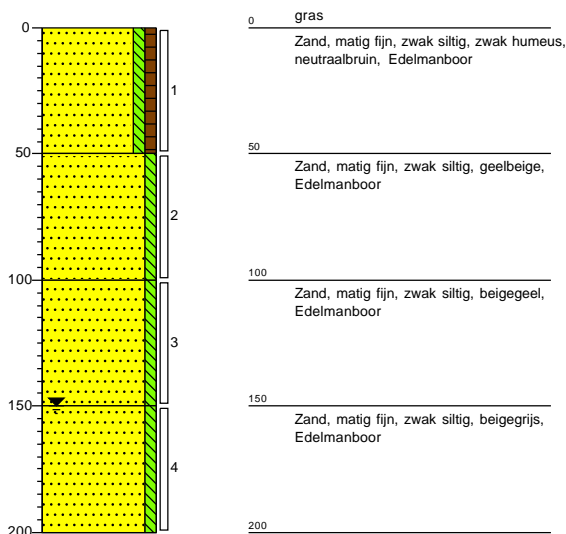 0
50
100
150
200
1
2
3
4
0
gras
Zand, matig fijn, zwak siltig, zwak humeus,
neutraalbruin, Edelmanboor
50
Zand, matig fijn, zwak siltig, geelbeige,
Edelmanboor
100
Zand, matig fijn, zwak siltig, beigegeel,
Edelmanboor
150
Zand, matig fijn, zwak siltig, beigegrijs,
Edelmanboor
200